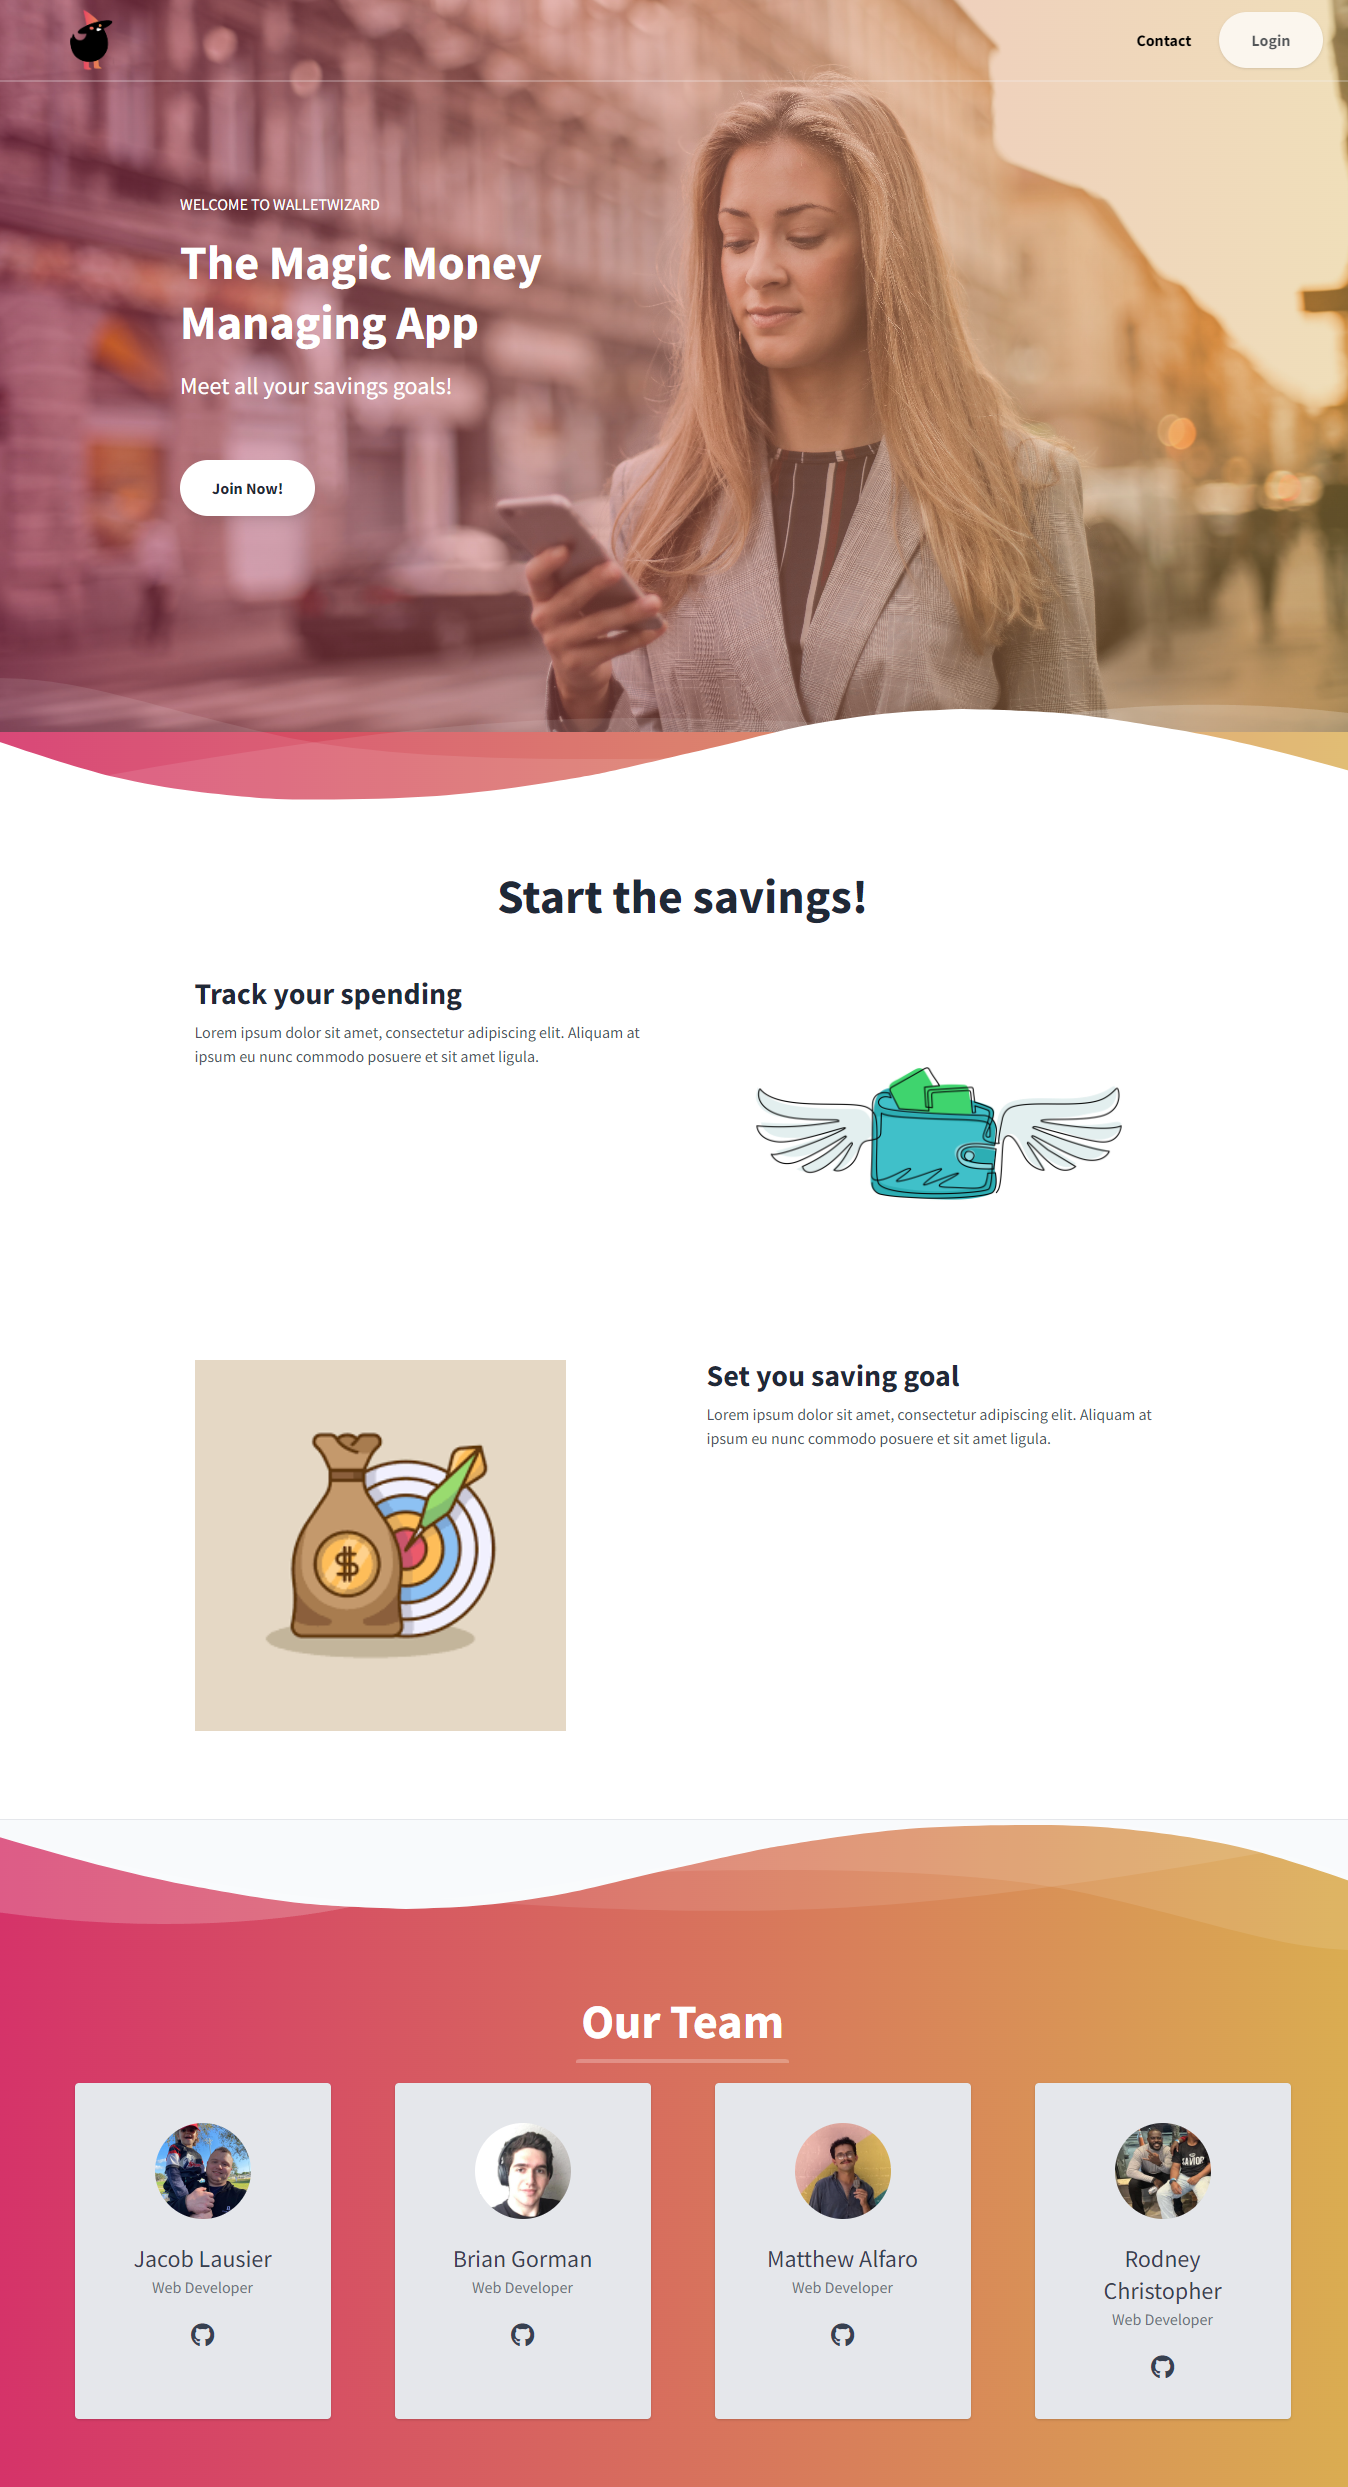 Contact
Login
WELCOME TO WALLETWIZARD
The Magic Money
Managing App
Meet all your savings goals!
Join Now!
Start the savings!
Track your spending
Lorem ipsum dolor sit amet, consectetur adipiscing elit. Aliquam at
ipsum eu nunc commodo posuere et sit amet ligula.
Set you saving goal
Lorem ipsum dolor sit amet, consectetur adipiscing elit. Aliquam at
ipsum eu nunc commodo posuere et sit amet ligula.
$
Our Team
SAVIOR
Jacob Lausier
Web Developer
Brian Gorman
Web Developer
Matthew Alfaro
Web Developer
Rodney
Christopher
Web Developer